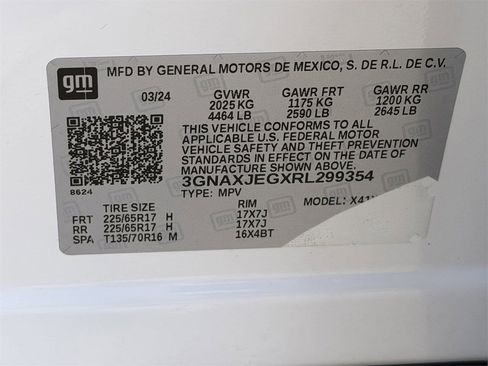 gm
MFD BY GENERAL MOTORS DE MEXICO, S. DE R.L. DE C.V.
03/24 GVWR GAWR FRT GAWR RR
2025 KG 1175 KG 1200 KG
4464 LB 2590 LB 2645 LB
THIS VEHICLE CONFORMS TO ALL APPLICABLE
U.S. FEDERAL MOTOR
VEHICLE SAFETY AND THEFT PREVENTION
STANDARDS IN EFFECT ON THE DATE OF
MANUFACTURE SHOWN ABOVE.
3GNAXJEGXRL299354
8624 TYPE: MPV MODEL:
TIRE SIZE RIM
FRT 225/65R17 H 17X7J
RR 225/65R17 H 17X7J
SPA T135/70R16 M 16X4BT